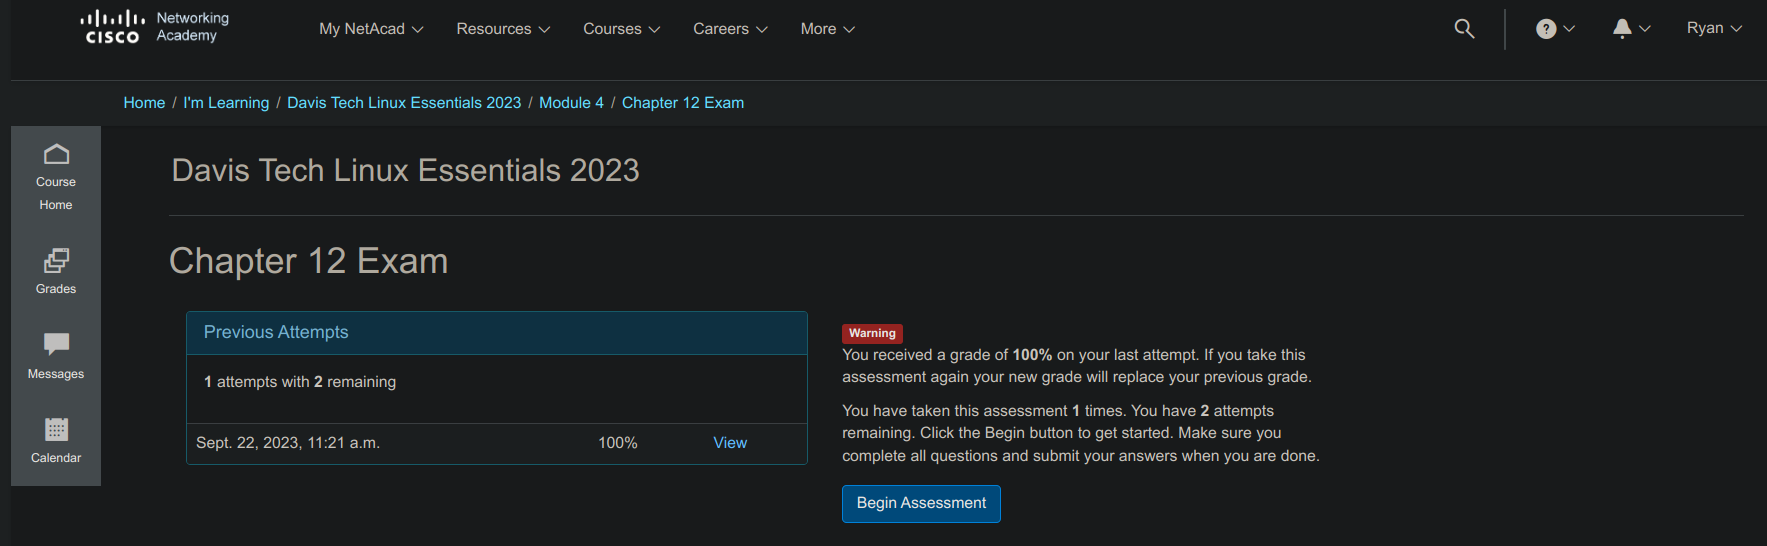 CISCO
Networking
Academy
My NetAcad
Resources
Courses
Careers
More
?
Ryan
Home / I'm Learning / Davis Tech Linux Essentials 2023 / Module 4 / Chapter 12 Exam
Course
Home
Grades
Messages
Calendar
Davis Tech Linux Essentials 2023
Chapter 12 Exam
Previous Attempts
1 attempts with 2 remaining
Sept. 22, 2023, 11:21 a.m. 100% View
Warning
You received a grade of 100% on your last attempt. If you take this
assessment again your new grade will replace your previous grade.
You have taken this assessment 1 times. You have 2 attempts
remaining. Click the Begin button to get started. Make sure you
complete all questions and submit your answers when you are done.
Begin Assessment